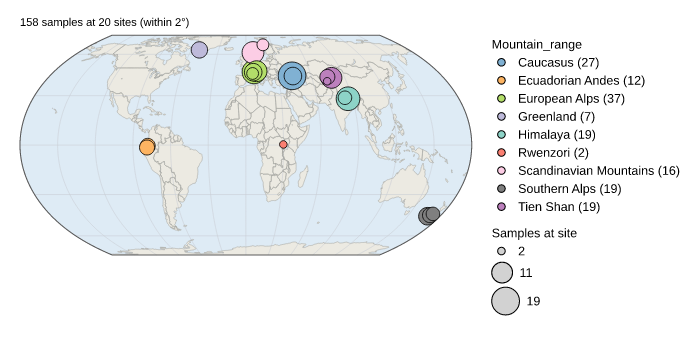 158 samples at 20 sites (within 2°)
Mountain_range
Caucasus (27)
Ecuadorian Andes (12)
European Alps (37)
Greenland (7)
Himalaya (19)
Rwenzori (2)
Scandinavian Mountains (16)
Southern Alps (19)
Tien Shan (19)
Samples at site
2
11
19